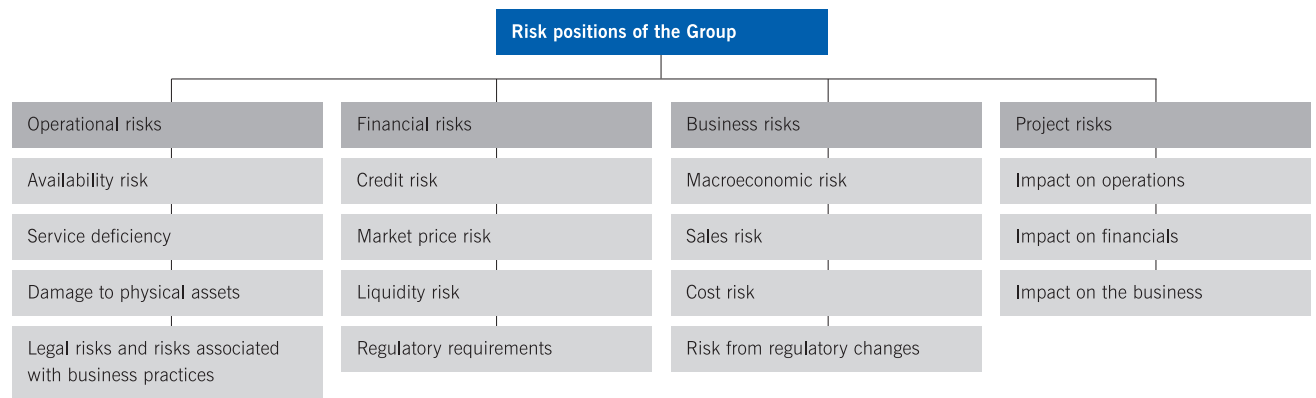 Risk positions of the Group
Operational risks
Availability risk
Service deficiency
Damage to physical assets
Legal risks and risks associated
with business practices
Financial risks
Credit risk
Market price risk
Liquidity risk
Regulatory requirements
Business risks
Macroeconomic risk
Sales risk
Cost risk
Risk from regulatory changes
Project risks
Impact on operations
Impact on financials
Impact on the business